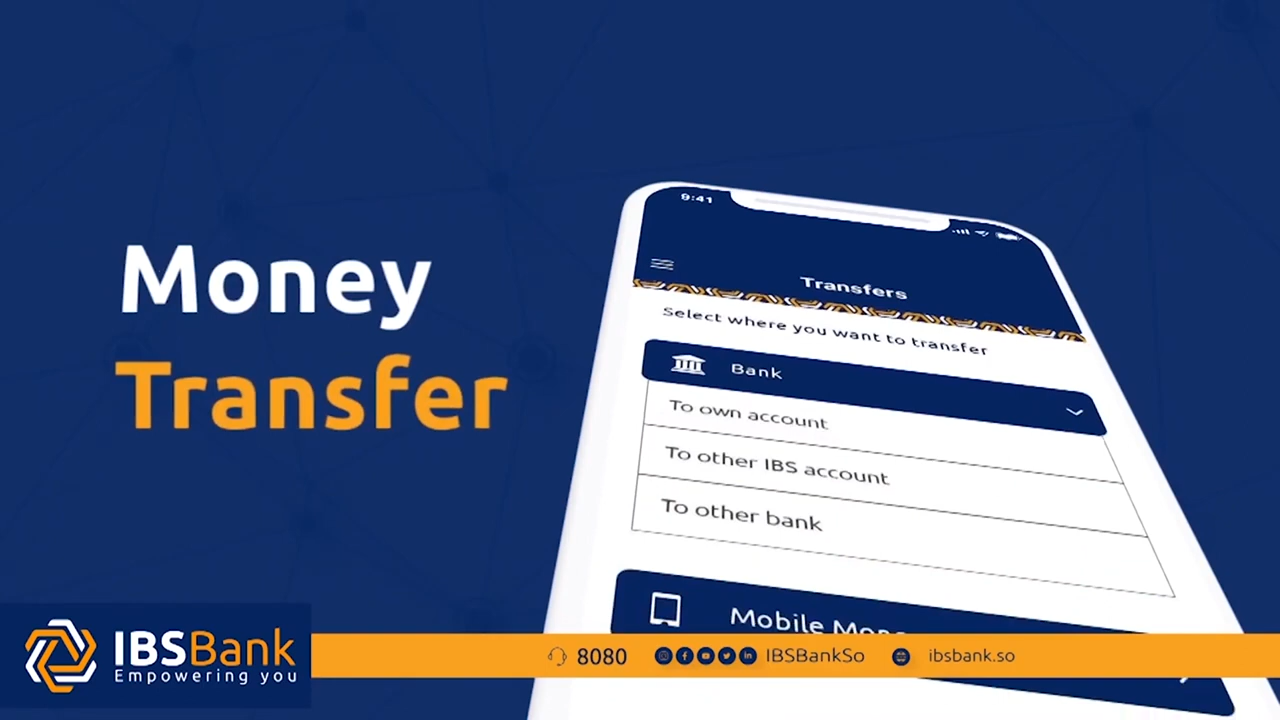 Money
Transfer
9:41
Transfers
Select where you want to transfer
Bank
To own account
To other IBS account
To other bank
Mobile
IBSBank
Empowering you
8080
IBSBankSo
ibsbank.so